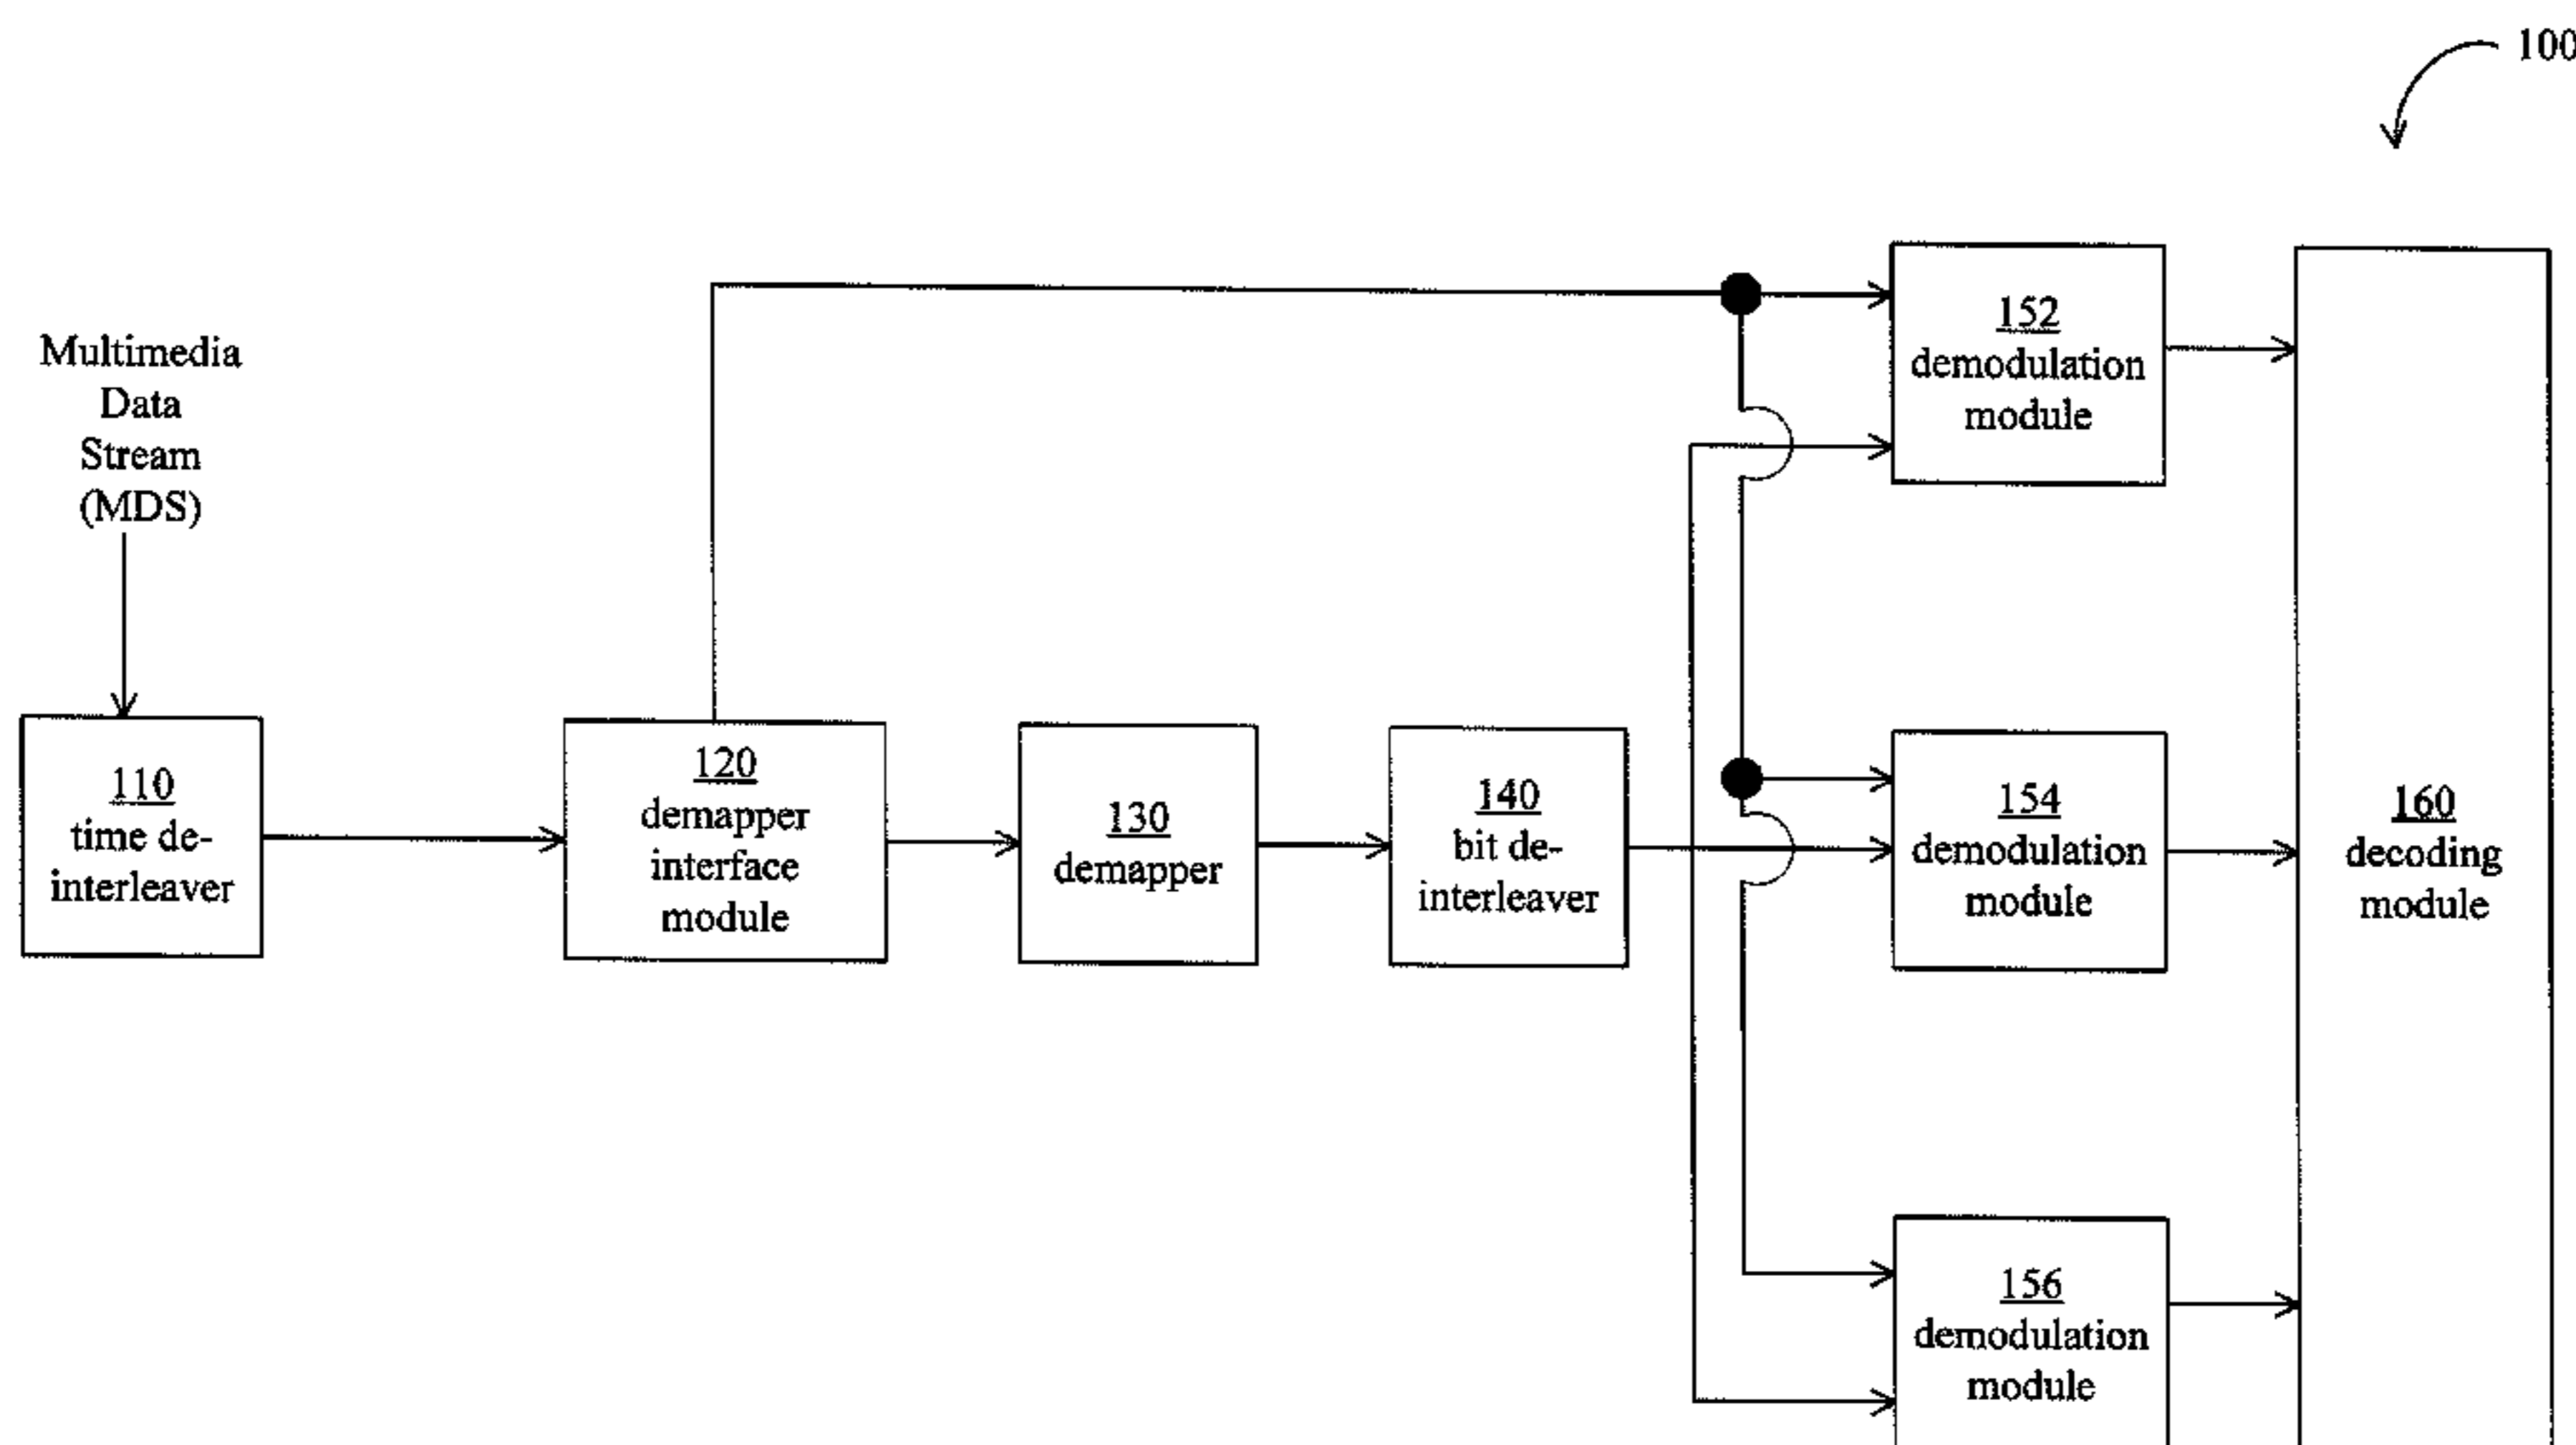 100
Multimedia
Data
Stream
(MDS)
110
time de-
interleaver
120
demapper
interface
module
130
demapper
140
bit de-
interleaver
152
demodulation
module
154
demodulation
module
156
demodulation
module
160
decoding
module